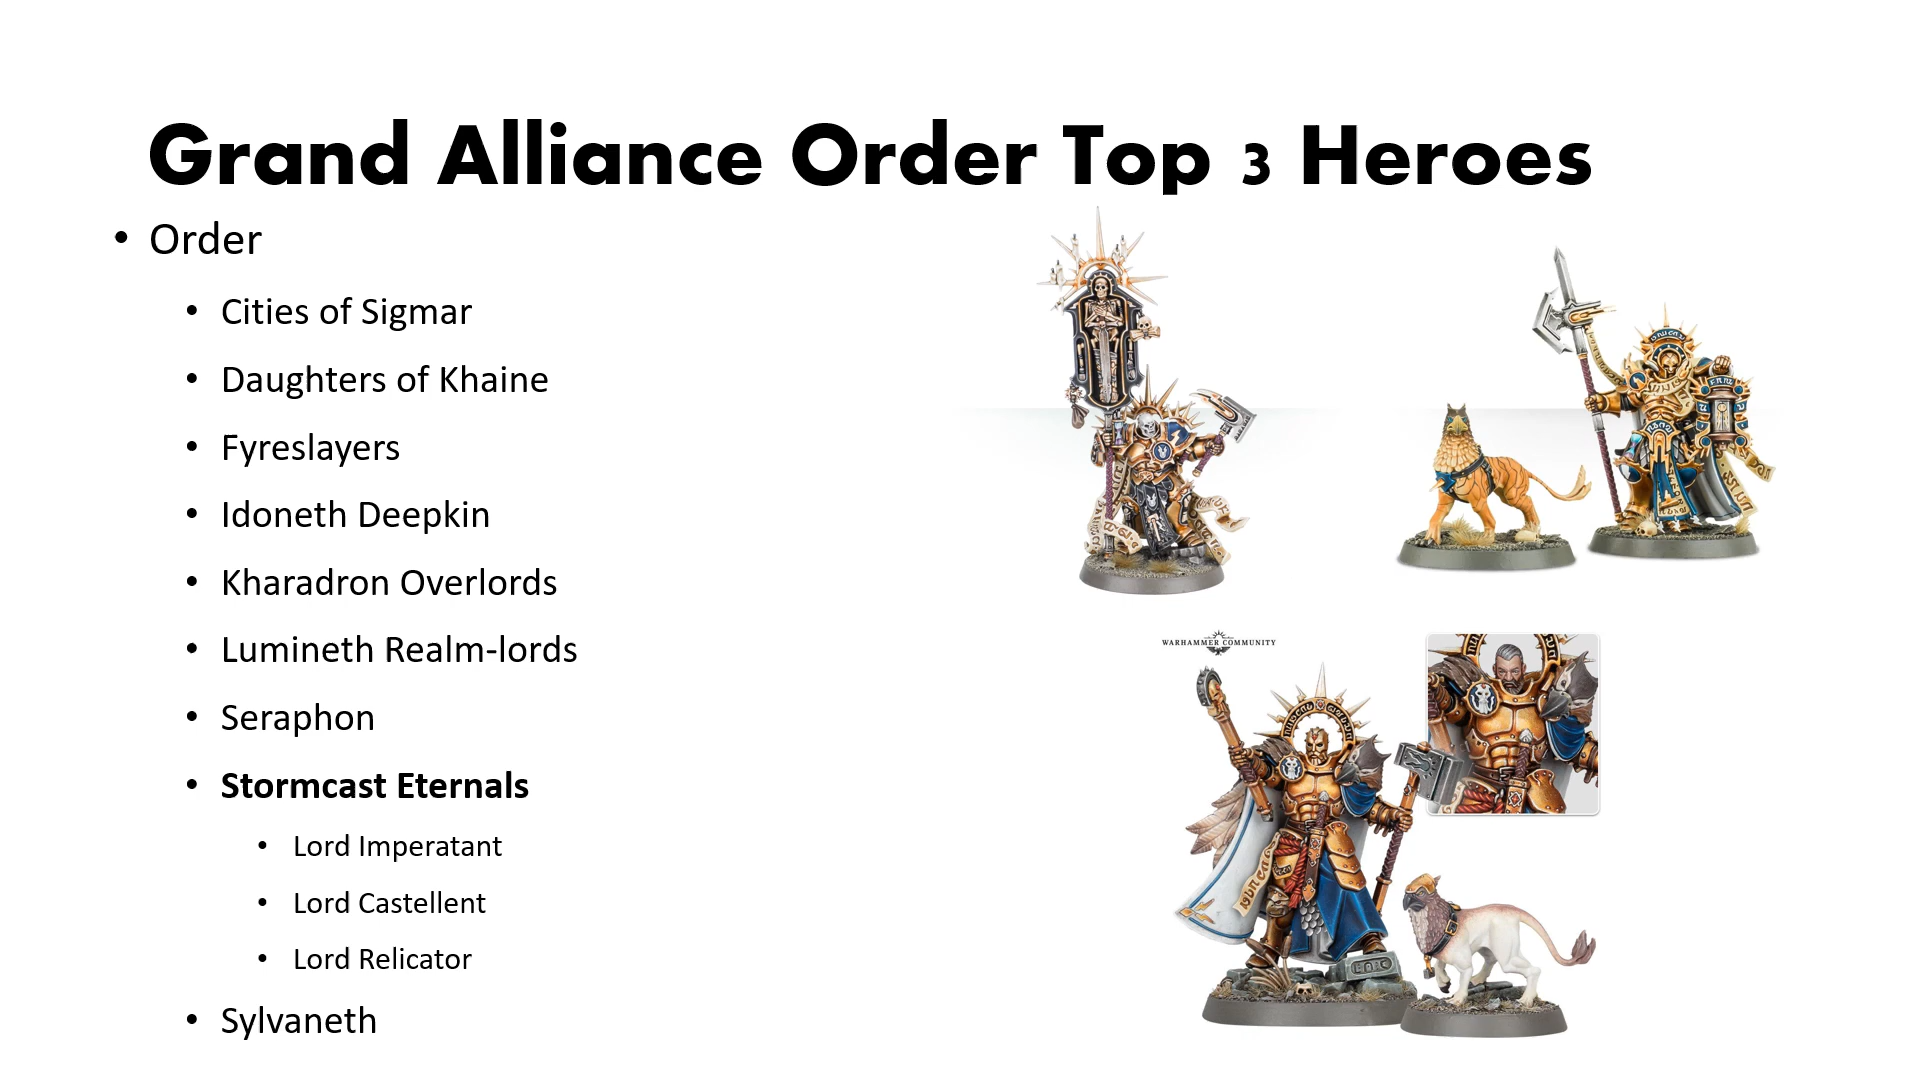 Grand Alliance Order Top 3 Heroes
• Order
• Cities of Sigmar
• Daughters of Khaine
• Fyreslayers
• Idoneth Deepkin
• Kharadron Overlords
• Lumineth Realm-lords
• Seraphon
• Stormcast Eternals
• Lord Imperatant
• Lord Castellent
• Lord Relicator
• Sylvaneth
WARHAMMER COMMUNITY